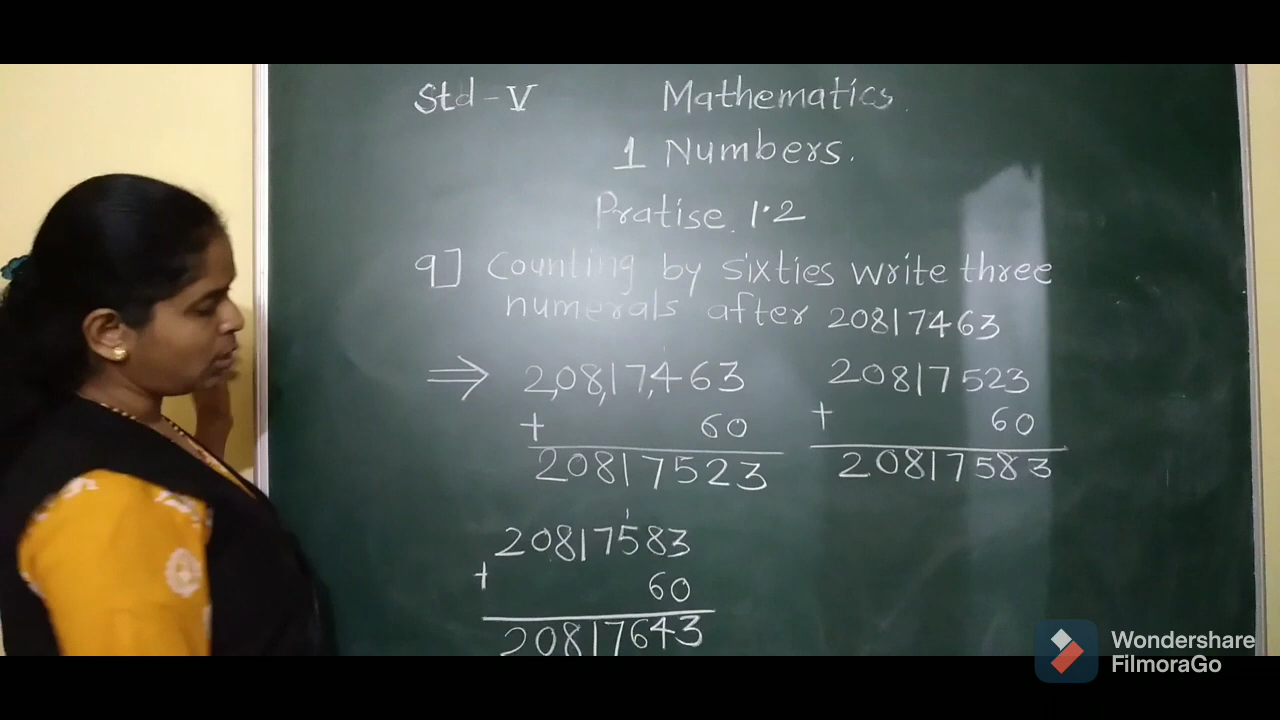 Std - V Mathematics.
1 Numbers.
Pratise 1.2
9] Counting by sixties write three
numerals after 20817463
⇒ 2,08,17,463
+ 60
20817523
20817523
+ 60
20817583
1
20817583
+ 60
20817643
Wondershare
FilmoraGo